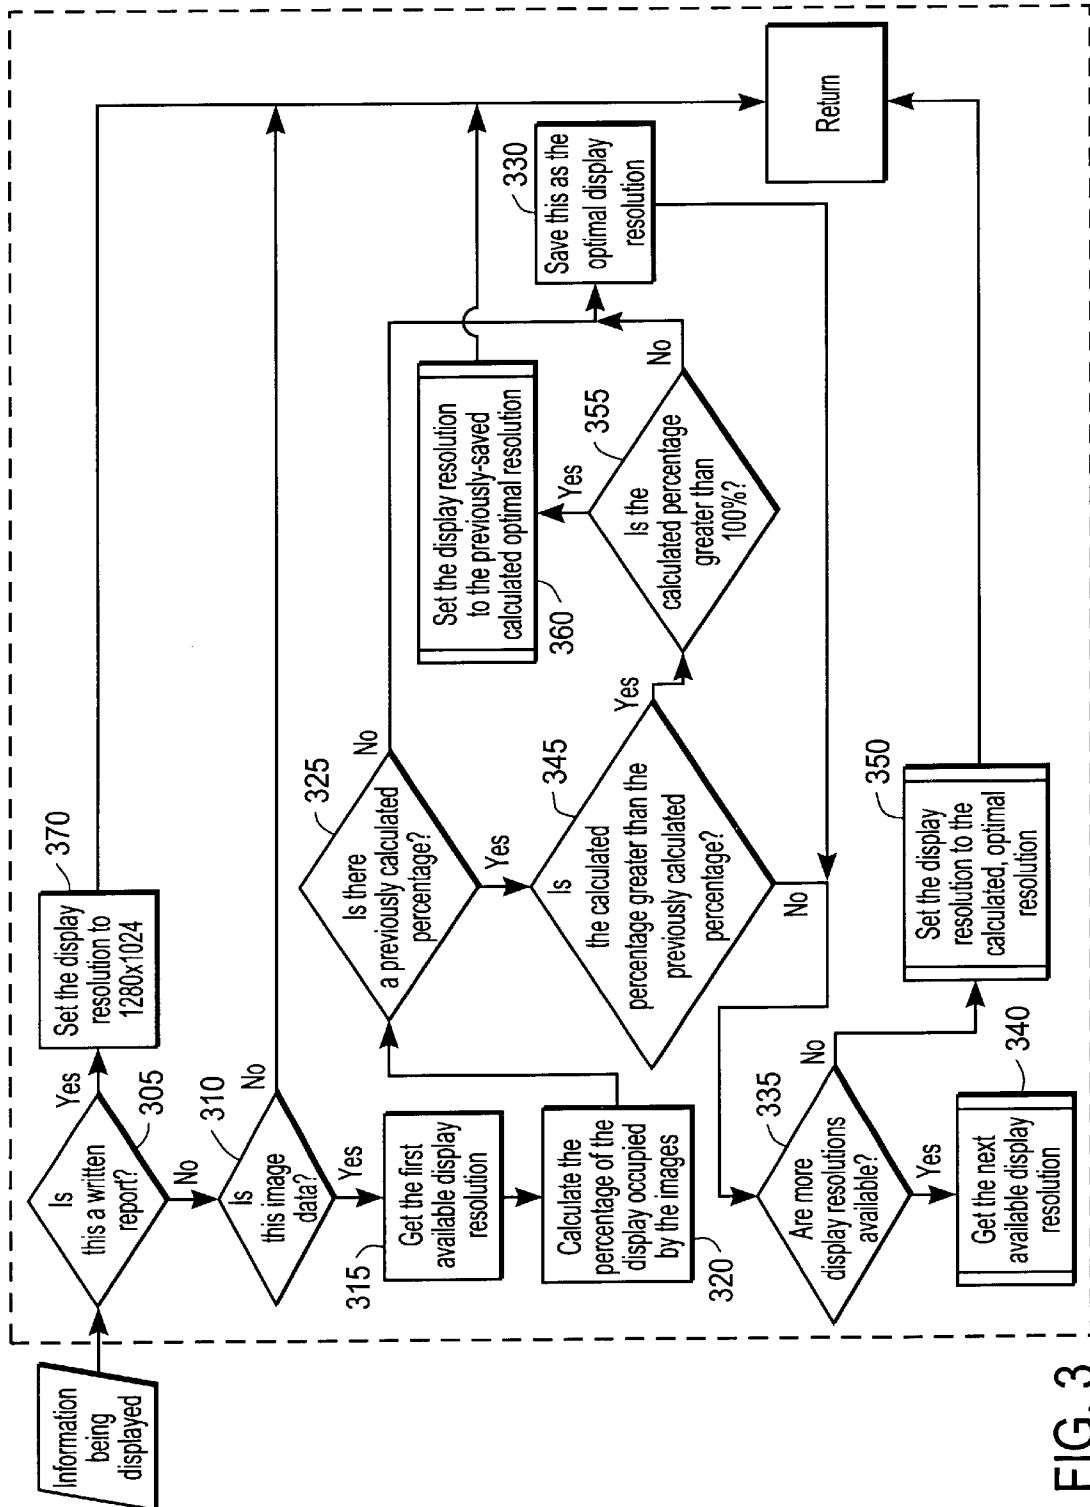 Information
being
displayed
Is
this a written
report?
305
Yes
No
370
Set the display
resolution to
1280x1024
Is
this image
data?
310
No
Yes
315
Get the first
available display
resolution
Calculate the
percentage of the
display occupied
by the images
320
325
Is there
a previously calculated
percentage?
No
Yes
345
Is
the calculated
percentage greater than the
previously calculated
percentage?
Yes
No
355
Is the
calculated percentage
greater than
100%?
Yes
No
Set the display resolution
to the previously-saved
calculated optimal resolution
360
330
Save this as the
optimal display
resolution
335
Are more
display resolutions
available?
No
Yes
340
Get the next
available display
resolution
350
Set the display
resolution to the
calculated, optimal
resolution
Return
FIG. 3